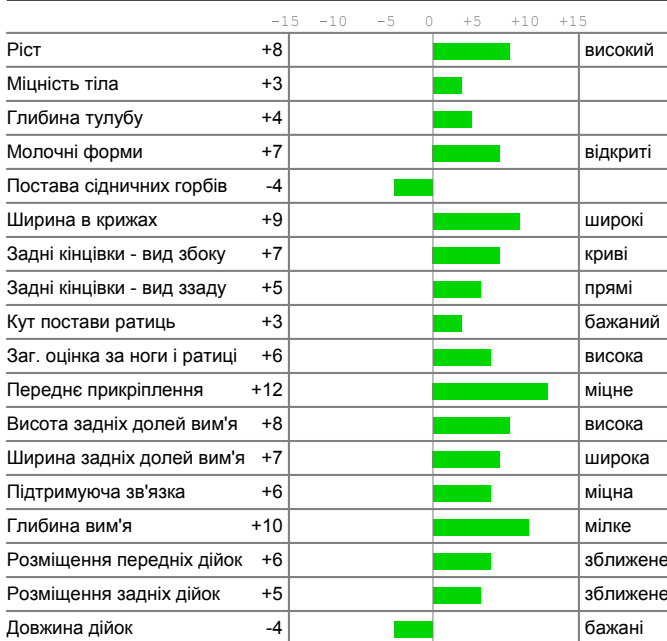 -15 -10 -5 0 +5 +10 +15
Ріст +8 високий
Міцність тіла +3
Глибина тулубу +4
Молочні форми +7 відкриті
Постава сідничних горбів -4
Ширина в крижах +9 широкі
Задні кінцівки - вид збоку +7 криві
Задні кінцівки - вид ззаду +5 прямі
Кут постави ратиць +3 бажаний
Заг. оцінка за ноги і ратиці +6 висока
Переднє прикріплення +12 міцне
Висота задніх долей вим'я +8 висока
Ширина задніх долей вим'я +7 широка
Підтримуюча зв'язка +6 міцна
Глибина вим'я +10 мілке
Розміщення передніх дійок +6 зближене
Розміщення задніх дійок +5 зближене
Довжина дійок -4 бажані